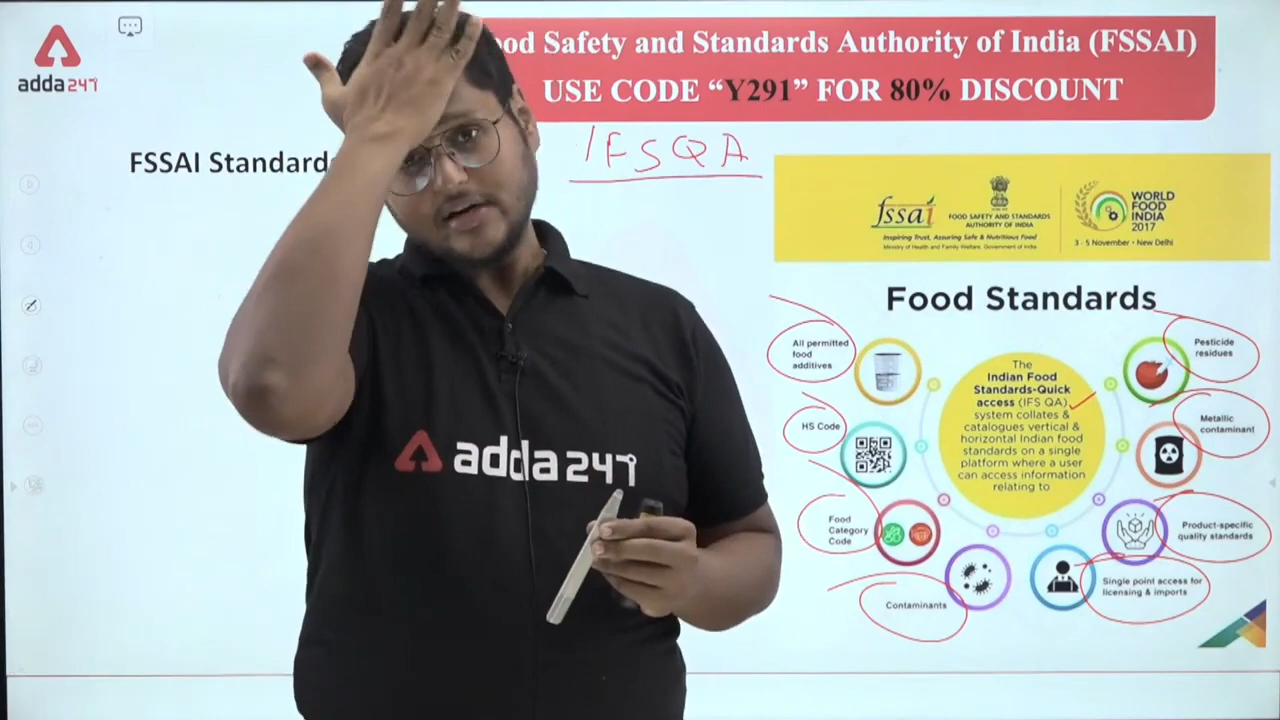 adda247
ood Safety and Standards Authority of India (FSSAI)
USE CODE “Y291” FOR 80% DISCOUNT
FSSAI Standard
IFSQA
fssai
FOOD SAFETY AND STANDARDS
AUTHORITY OF INDIA
Inspiring Trust, Assuring Safe & Nutritious Food
Ministry of Health and Family Welfare, Government of India
WORLD
FOOD
INDIA
2017
3 - 5 November • New Delhi
Food Standards
All permitted
food
additives
HS Code
Food
Category
Code
Contaminants
The
Indian Food
Standards-Quick
access (IFS QA)
system collates &
catalogues vertical &
horizontal Indian food
standards on a single
platform where a user
can access information
relating to
Pesticide
residues
Metallic
contaminant
Product-specific
quality standards
Single point access for
licensing & imports
adda247